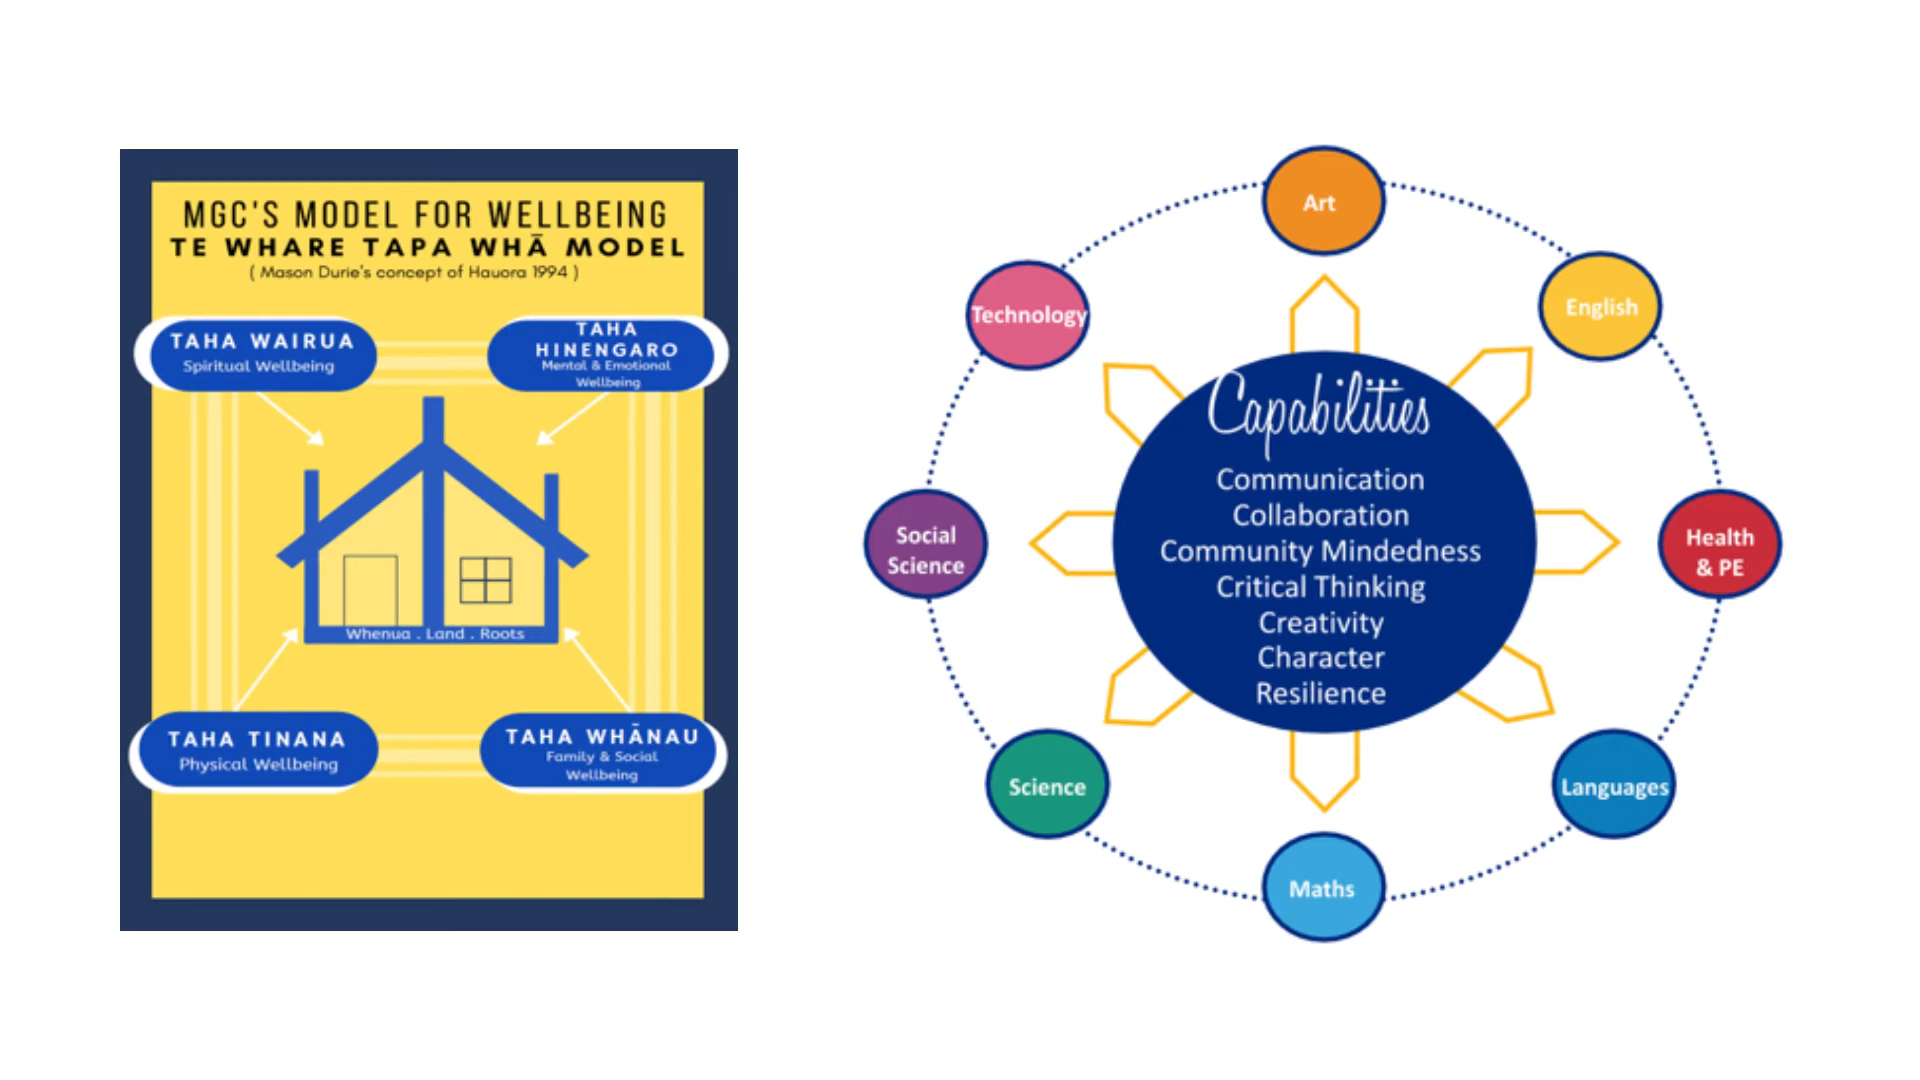 MGC'S MODEL FOR WELLBEING
TE WHARE TAPA WHĀ MODEL
( Mason Durie's concept of Hauora 1994 )
TAHA WAIRUA
Spiritual Wellbeing
TAHA
HINENGARO
Mental & Emotional
Wellbeing
Whenua . Land . Roots
TAHA TINANA
Physical Wellbeing
TAHA WHĀNAU
Family & Social
Wellbeing
Art
English
Health
& PE
Languages
Maths
Science
Social
Science
Technology
Capabilities
Communication
Collaboration
Community Mindedness
Critical Thinking
Creativity
Character
Resilience